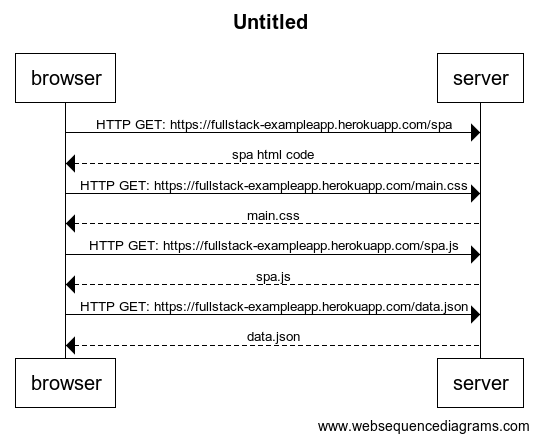 Untitled
browser server
HTTP GET: https://fullstack-exampleapp.herokuapp.com/spa
spa html code
HTTP GET: https://fullstack-exampleapp.herokuapp.com/main.css
main.css
HTTP GET: https://fullstack-exampleapp.herokuapp.com/spa.js
spa.js
HTTP GET: https://fullstack-exampleapp.herokuapp.com/data.json
data.json
browser server
www.websequencediagrams.com